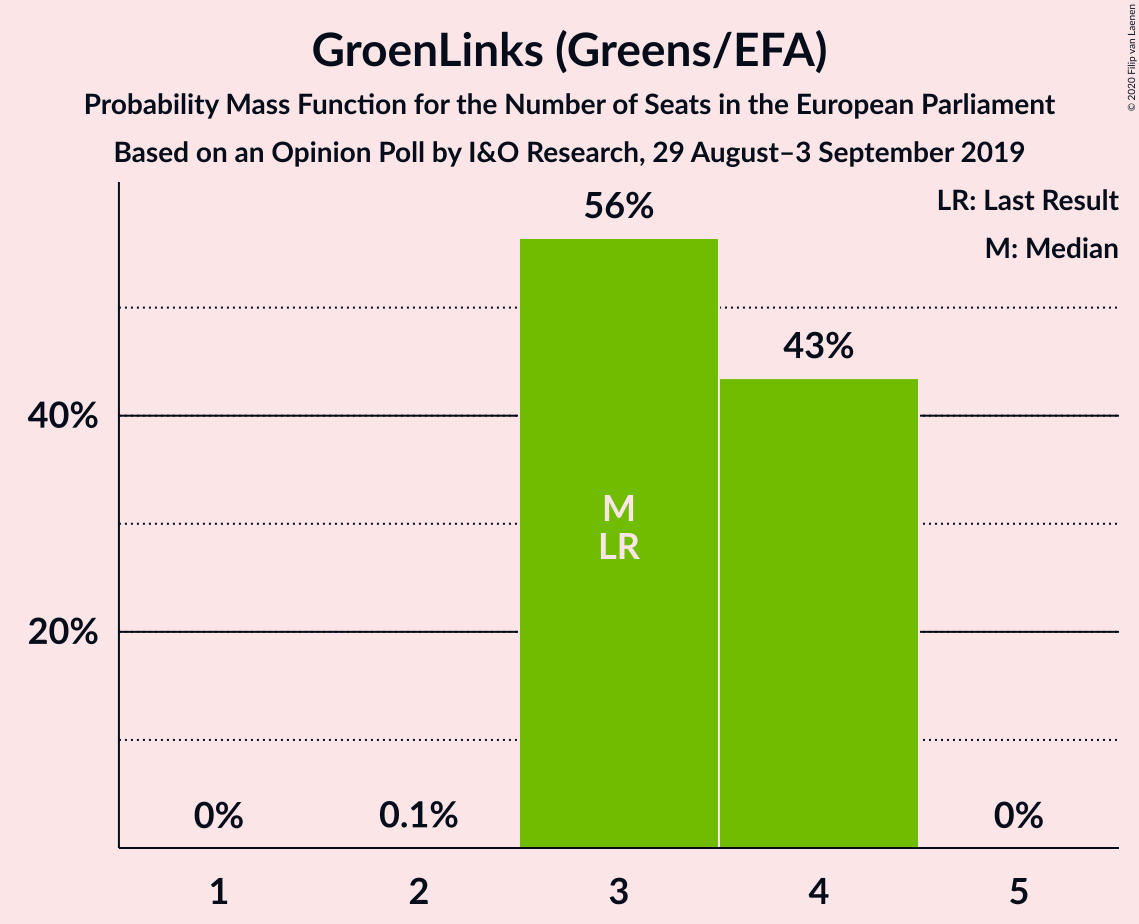 GroenLinks (Greens/EFA)
Probability Mass Function for the Number of Seats in the European Parliament
Based on an Opinion Poll by I&O Research, 29 August–3 September 2019
© 2020 Filip van Laenen
LR: Last Result
M: Median
56%
43%
40%
M
LR
20%
0%
0.1%
0%
1
2
3
4
5